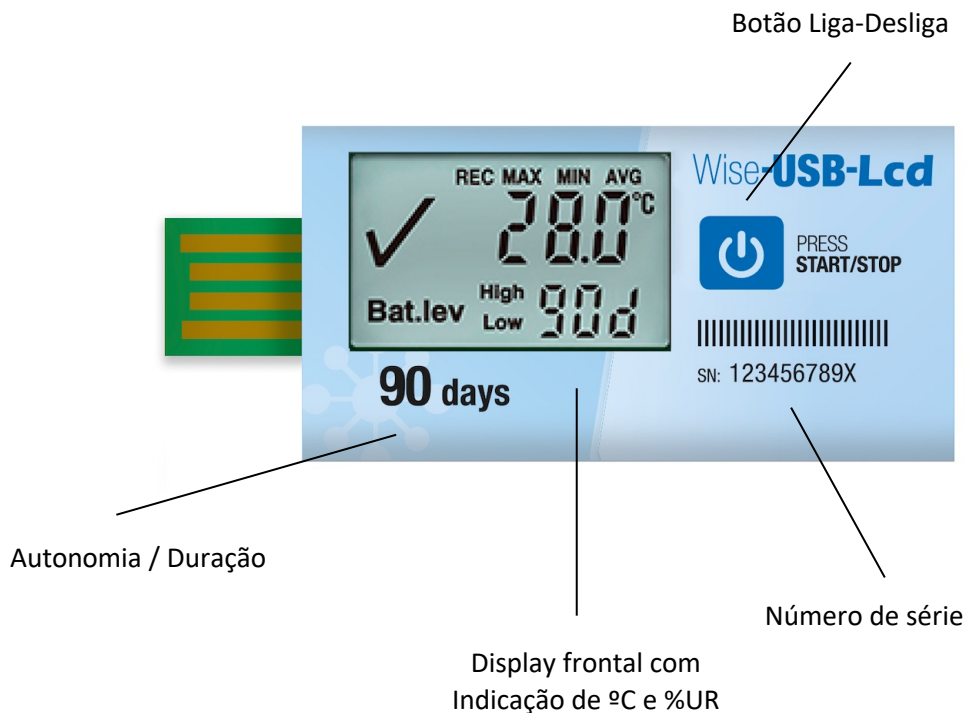 Botão Liga-Desliga
Wise-USB-Lcd
REC MAX MIN AVG
28.0°C
PRESS
START/STOP
Bat.lev
High
Low
90d
SN: 123456789X
90 days
Autonomia / Duração
Número de série
Display frontal com
Indicação de ºC e %UR